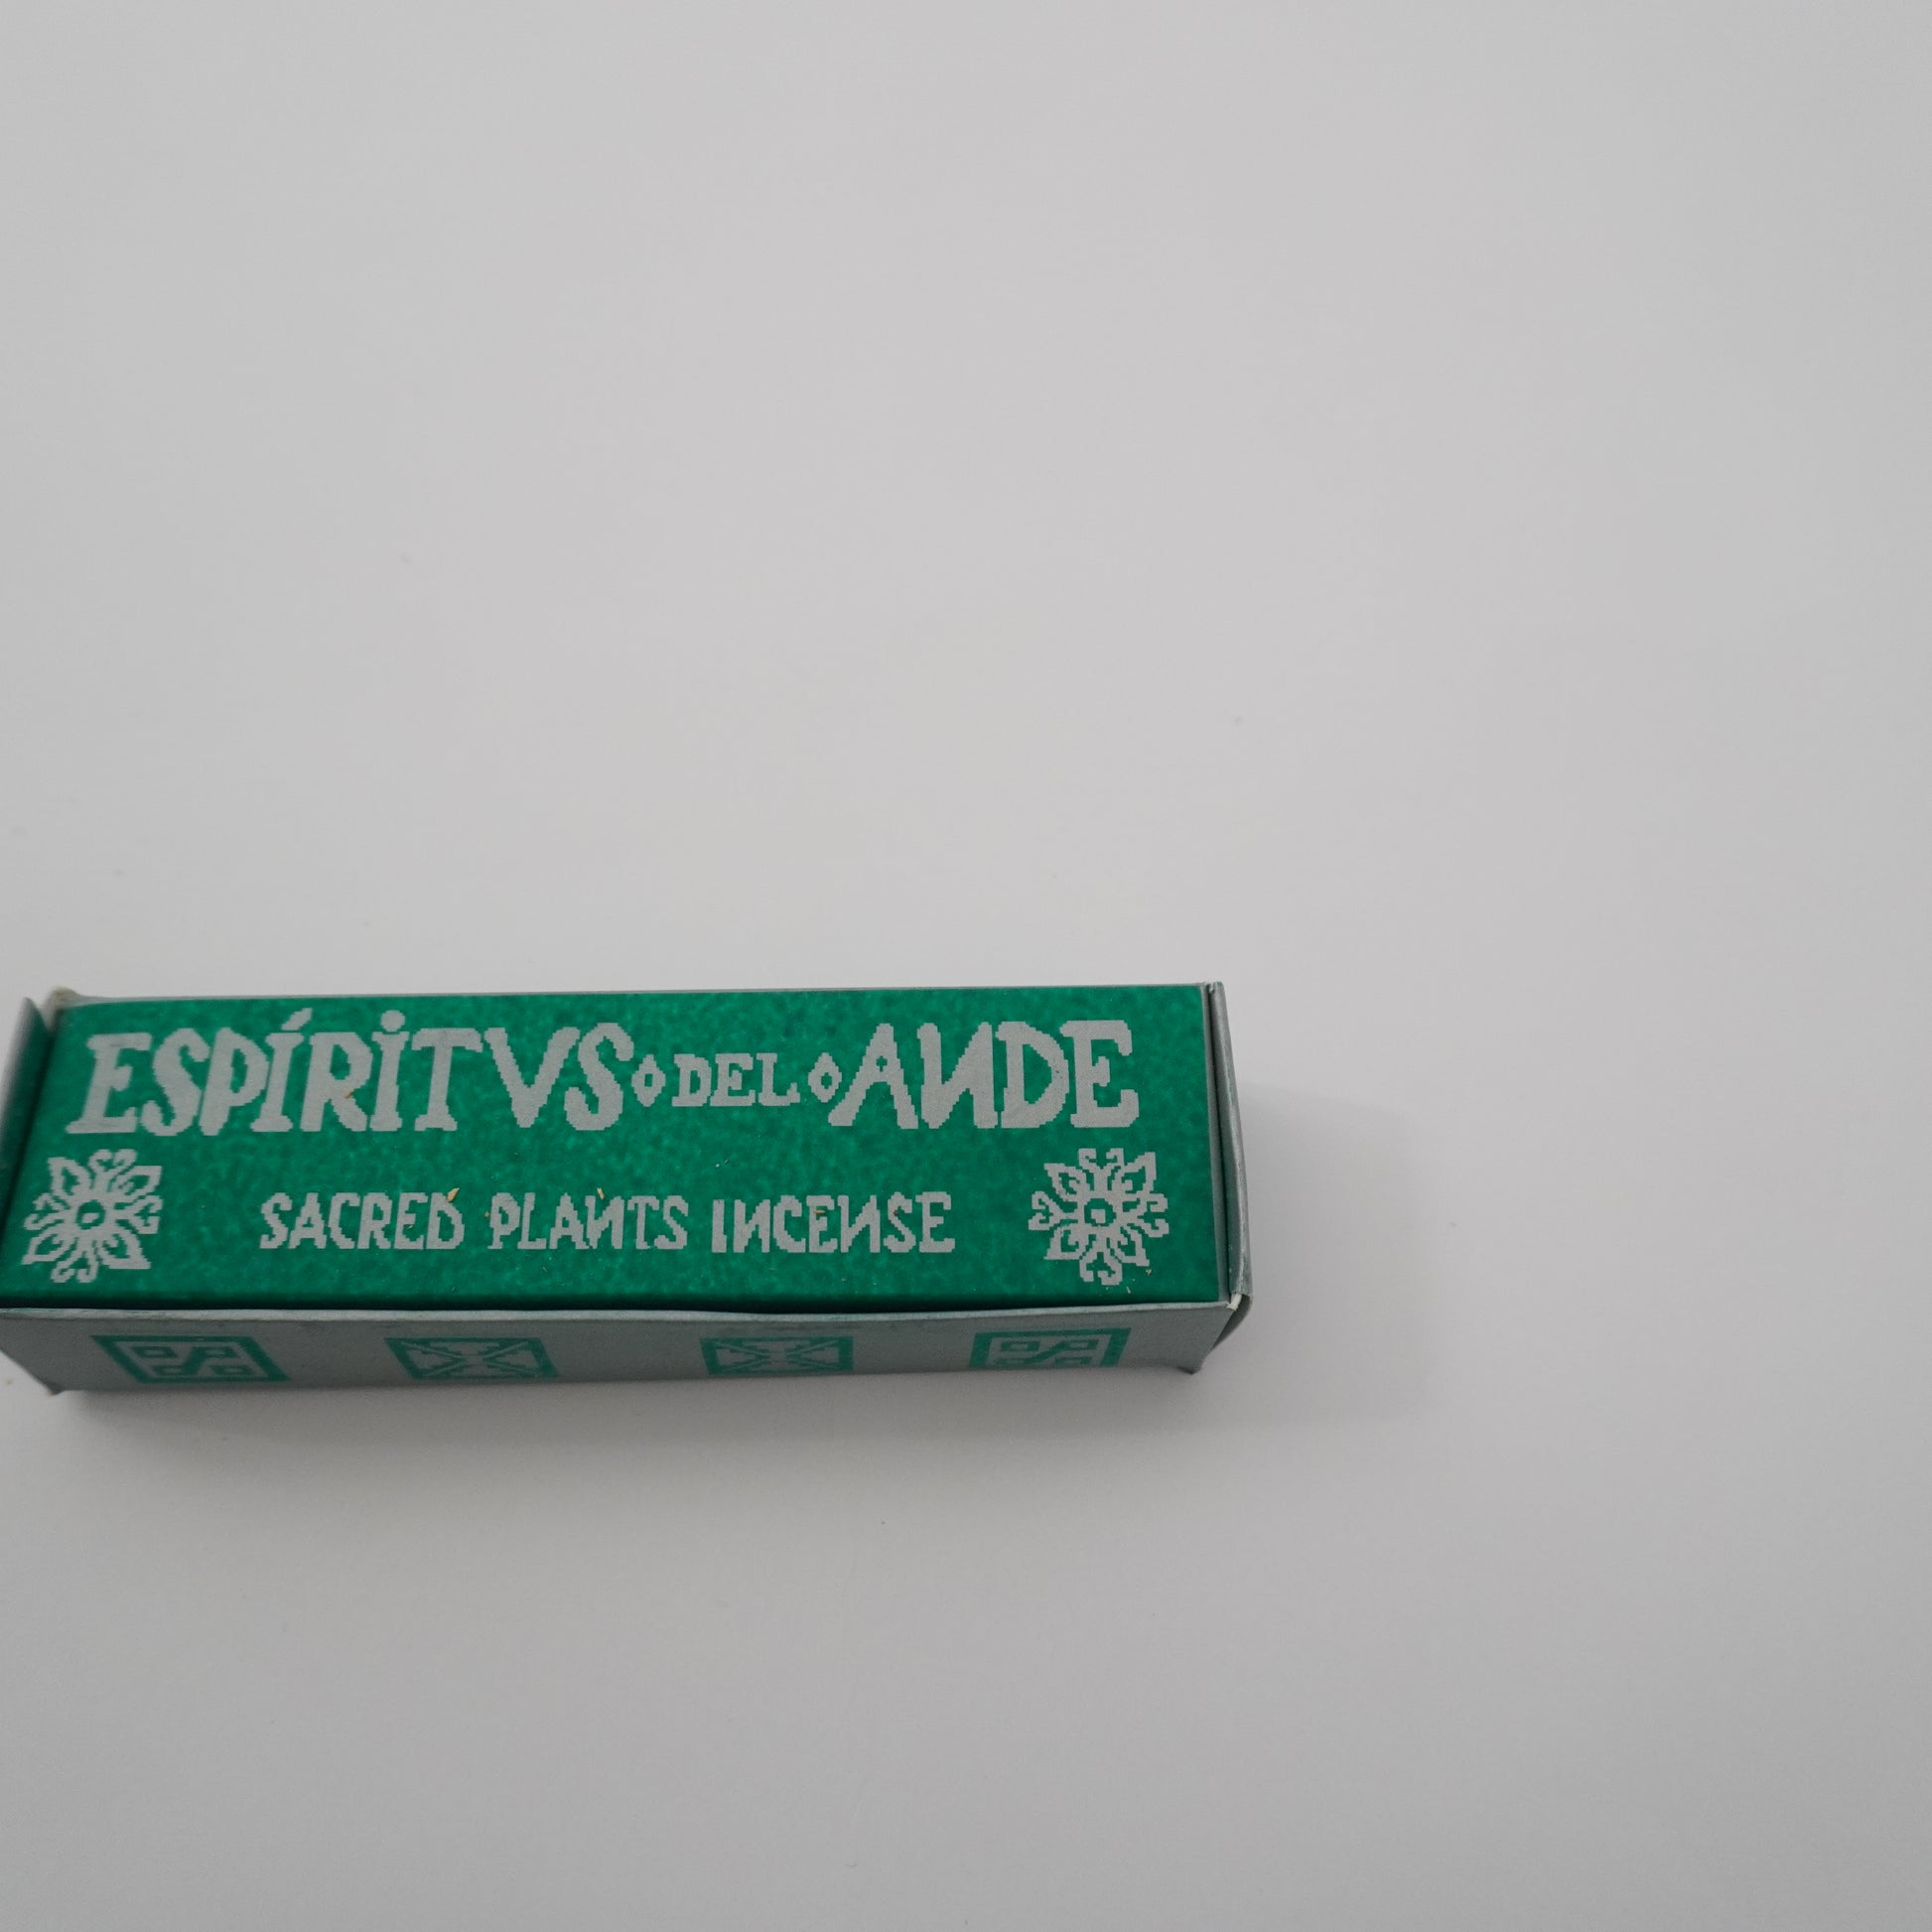 ESPÍRITVS DEL ANDE
SACRED PLANTS INCENSE